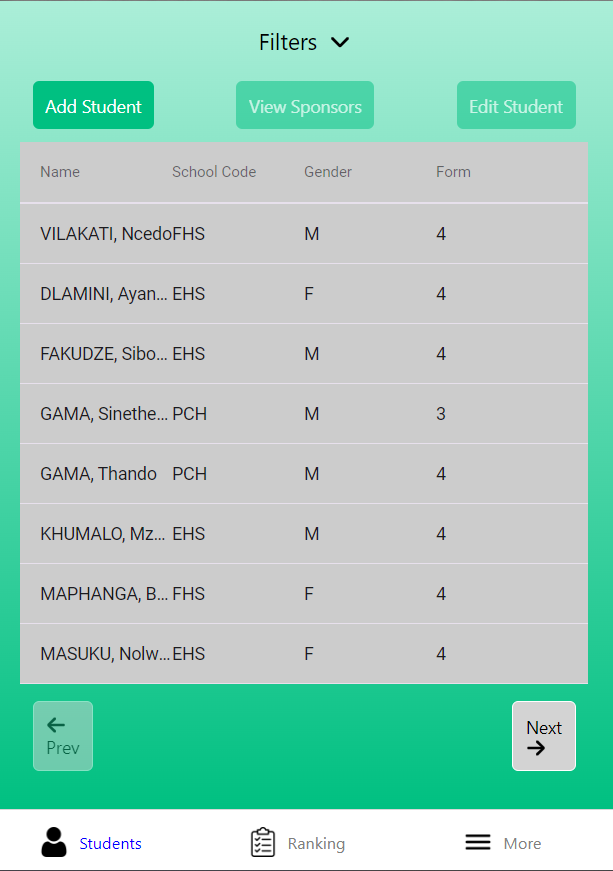 Filters
Add Student View Sponsors Edit Student
Name School Code Gender Form
VILAKATI, Ncedo FHS M 4
DLAMINI, Ayan... EHS F 4
FAKUDZE, Sibo... EHS M 4
GAMA, Sinethe... PCH M 3
GAMA, Thando PCH M 4
KHUMALO, Mz... EHS M 4
MAPHANGA, B... FHS F 4
MASUKU, Nolw... EHS F 4
Prev Next
Students Ranking More